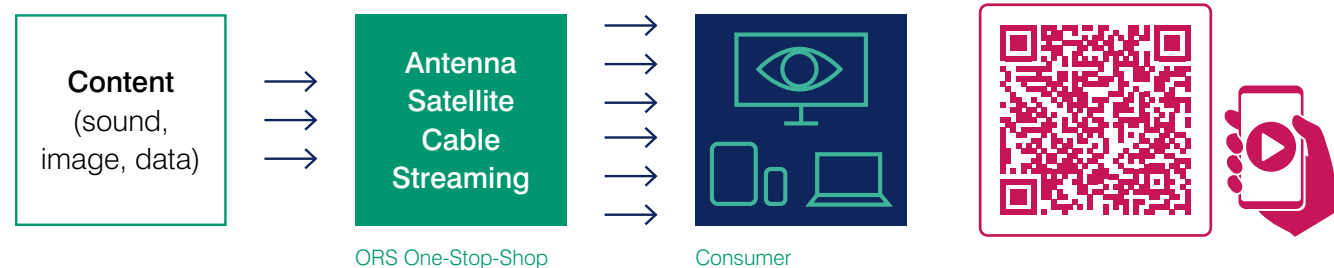 Content
(sound,
image, data)
Antenna
Satellite
Cable
Streaming
ORS One-Stop-Shop
Consumer